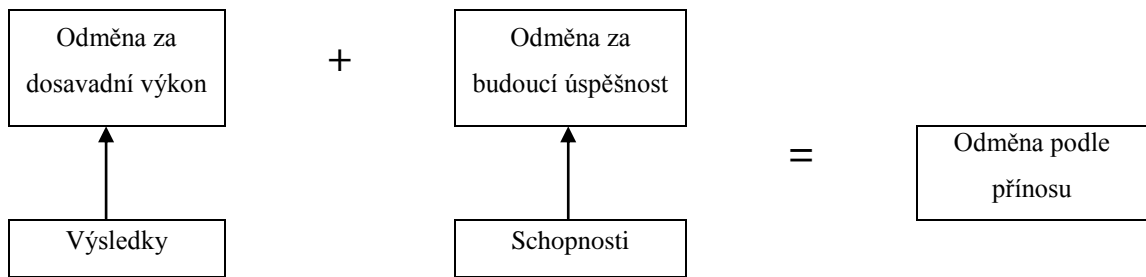 Odměna za
dosavadní výkon
+
Odměna za
budoucí úspěšnost
=
Odměna podle
přínosu
Výsledky
Schopnosti